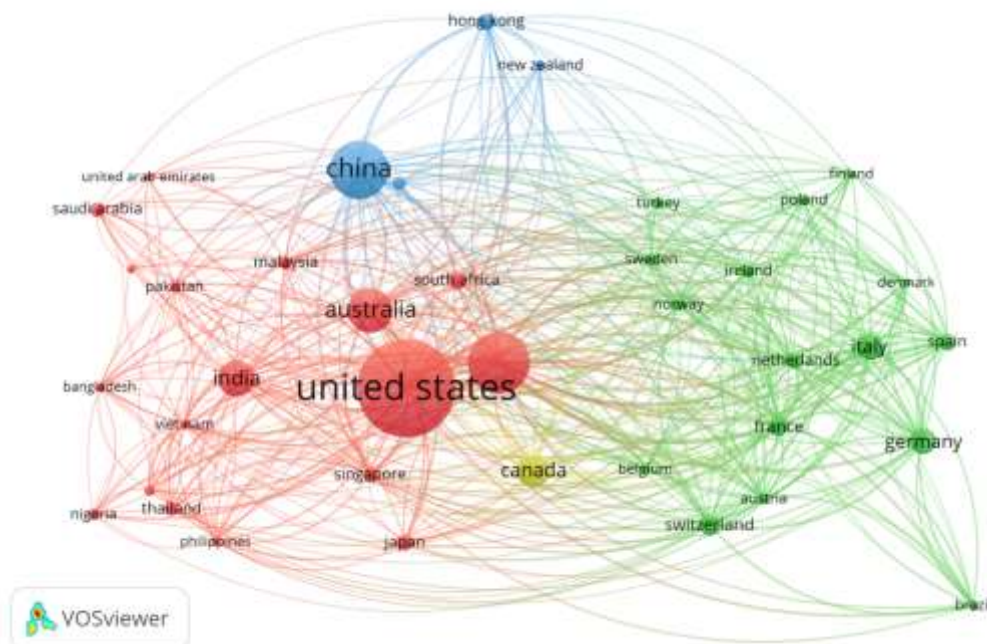 hong kong
new zealand
china
united arab emirates
finland
saudi arabia
turkey
poland
malaysia
sweden
ireland
south africa
pakistan
denmark
norway
australia
italy
spain
netherlands
india
united states
bangladesh
vietnam
france
germany
singapore
canada
belgium
austria
nigeria
thailand
switzerland
philippines
japan
brazil
VOSviewer